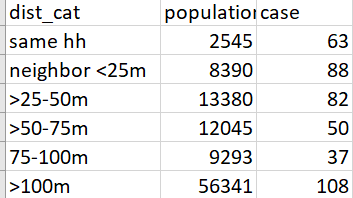 dist_cat population case
same hh 2545 63
neighbor <25m 8390 88
>25-50m 13380 82
>50-75m 12045 50
75-100m 9293 37
>100m 56341 108